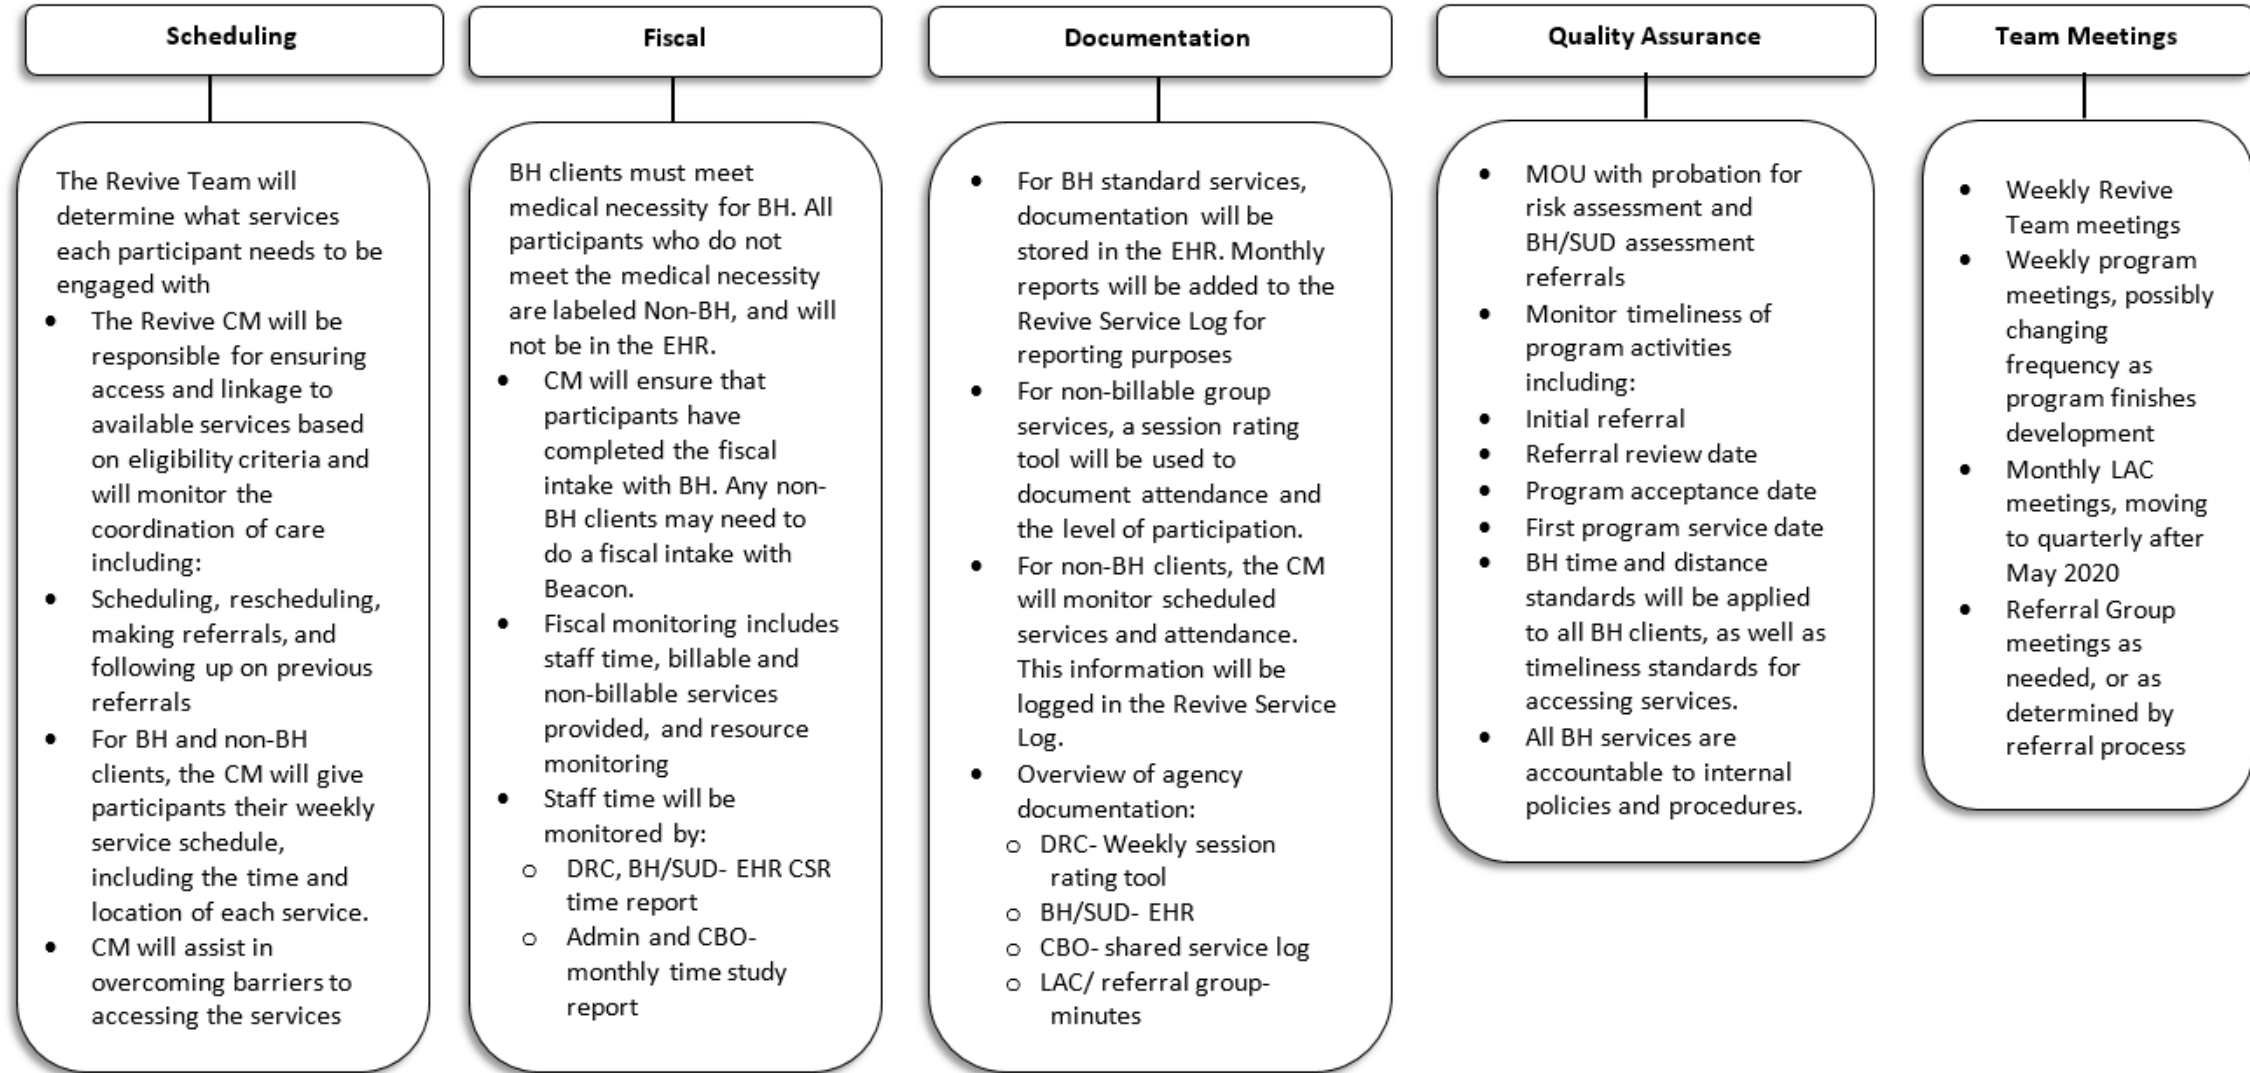 Scheduling
The Revive Team will
determine what services
each participant needs to be
engaged with
• The Revive CM will be
responsible for ensuring
access and linkage to
available services based
on eligibility criteria and
will monitor the
coordination of care
including:
• Scheduling, rescheduling,
making referrals, and
following up on previous
referrals
• For BH and non-BH
clients, the CM will give
participants their weekly
service schedule,
including the time and
location of each service.
• CM will assist in
overcoming barriers to
accessing the services
Fiscal
BH clients must meet
medical necessity for BH. All
participants who do not
meet the medical necessity
are labeled Non-BH, and will
not be in the EHR.
• CM will ensure that
participants have
completed the fiscal
intake with BH. Any non-
BH clients may need to
do a fiscal intake with
Beacon.
• Fiscal monitoring includes
staff time, billable and
non-billable services
provided, and resource
monitoring
• Staff time will be
monitored by:
o DRC, BH/SUD- EHR CSR
time report
o Admin and CBO-
monthly time study
report
Documentation
• For BH standard services,
documentation will be
stored in the EHR. Monthly
reports will be added to the
Revive Service Log for
reporting purposes
• For non-billable group
services, a session rating
tool will be used to
document attendance and
the level of participation.
• For non-BH clients, the CM
will monitor scheduled
services and attendance.
This information will be
logged in the Revive Service
Log.
• Overview of agency
documentation:
o DRC- Weekly session
rating tool
o BH/SUD- EHR
o CBO- shared service log
o LAC/ referral group-
minutes
Quality Assurance
• MOU with probation for
risk assessment and
BH/SUD assessment
referrals
• Monitor timeliness of
program activities
including:
• Initial referral
• Referral review date
• Program acceptance date
• First program service date
• BH time and distance
standards will be applied
to all BH clients, as well as
timeliness standards for
accessing services.
• All BH services are
accountable to internal
policies and procedures.
Team Meetings
• Weekly Revive
Team meetings
• Weekly program
meetings, possibly
changing
frequency as
program finishes
development
• Monthly LAC
meetings, moving
to quarterly after
May 2020
• Referral Group
meetings as
needed, or as
determined by
referral process